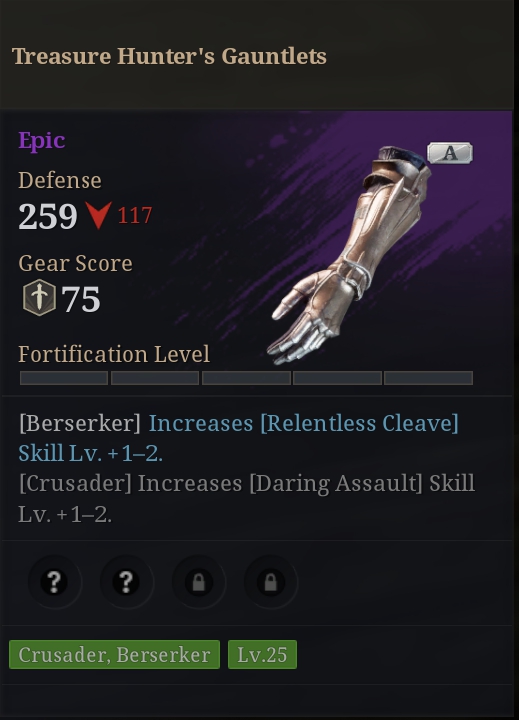 Treasure Hunter's Gauntlets
Epic
A
Defense
259 117
Gear Score
75
Fortification Level
[Berserker] Increases [Relentless Cleave]
Skill Lv. +1–2.
[Crusader] Increases [Daring Assault] Skill
Lv. +1–2.
? ?
Crusader, Berserker Lv.25